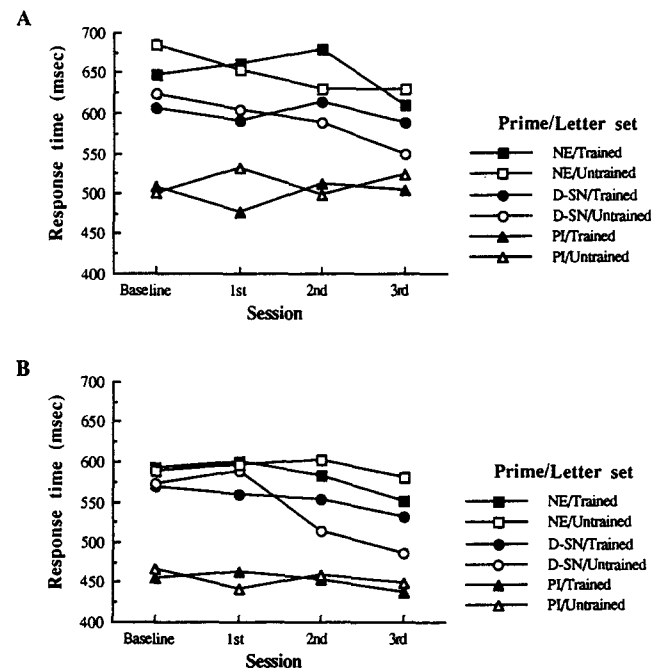 A
700
650
600
550
500
450
400
Response time (msec)
Baseline 1st 2nd 3rd
Session
Prime/Letter set
NE/Trained
NE/Untrained
D-SN/Trained
D-SN/Untrained
PI/Trained
PI/Untrained
B
700
650
600
550
500
450
400
Response time (msec)
Baseline 1st 2nd 3rd
Session
Prime/Letter set
NE/Trained
NE/Untrained
D-SN/Trained
D-SN/Untrained
PI/Trained
PI/Untrained